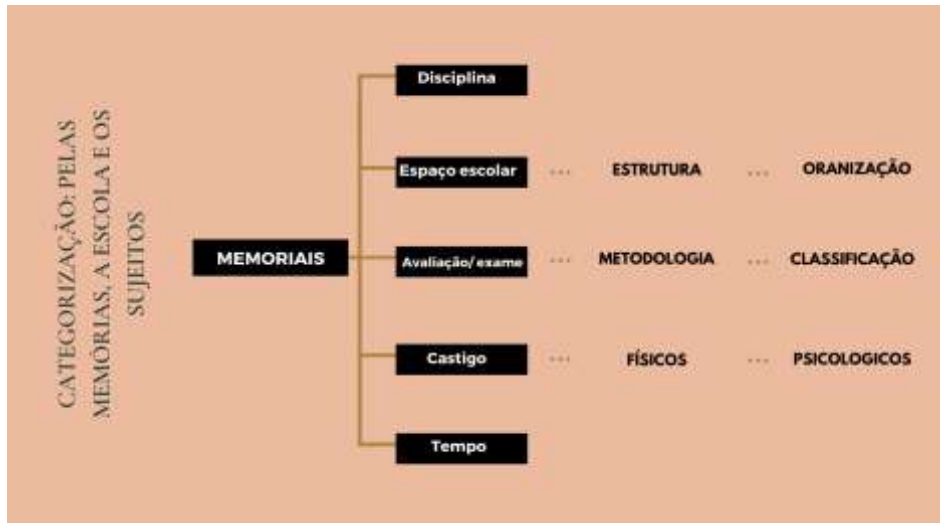 CATEGORIZAÇÃO: PELAS
MEMÓRIAS, A ESCOLA E OS
SUJEITOS
MEMORIAIS
Disciplina
Espaço escolar ... ESTRUTURA ... ORANIZAÇÃO
Avaliação/exame ... METODOLOGIA ... CLASSIFICAÇÃO
Castigo ... FÍSICOS ... PSICOLOGICOS
Tempo